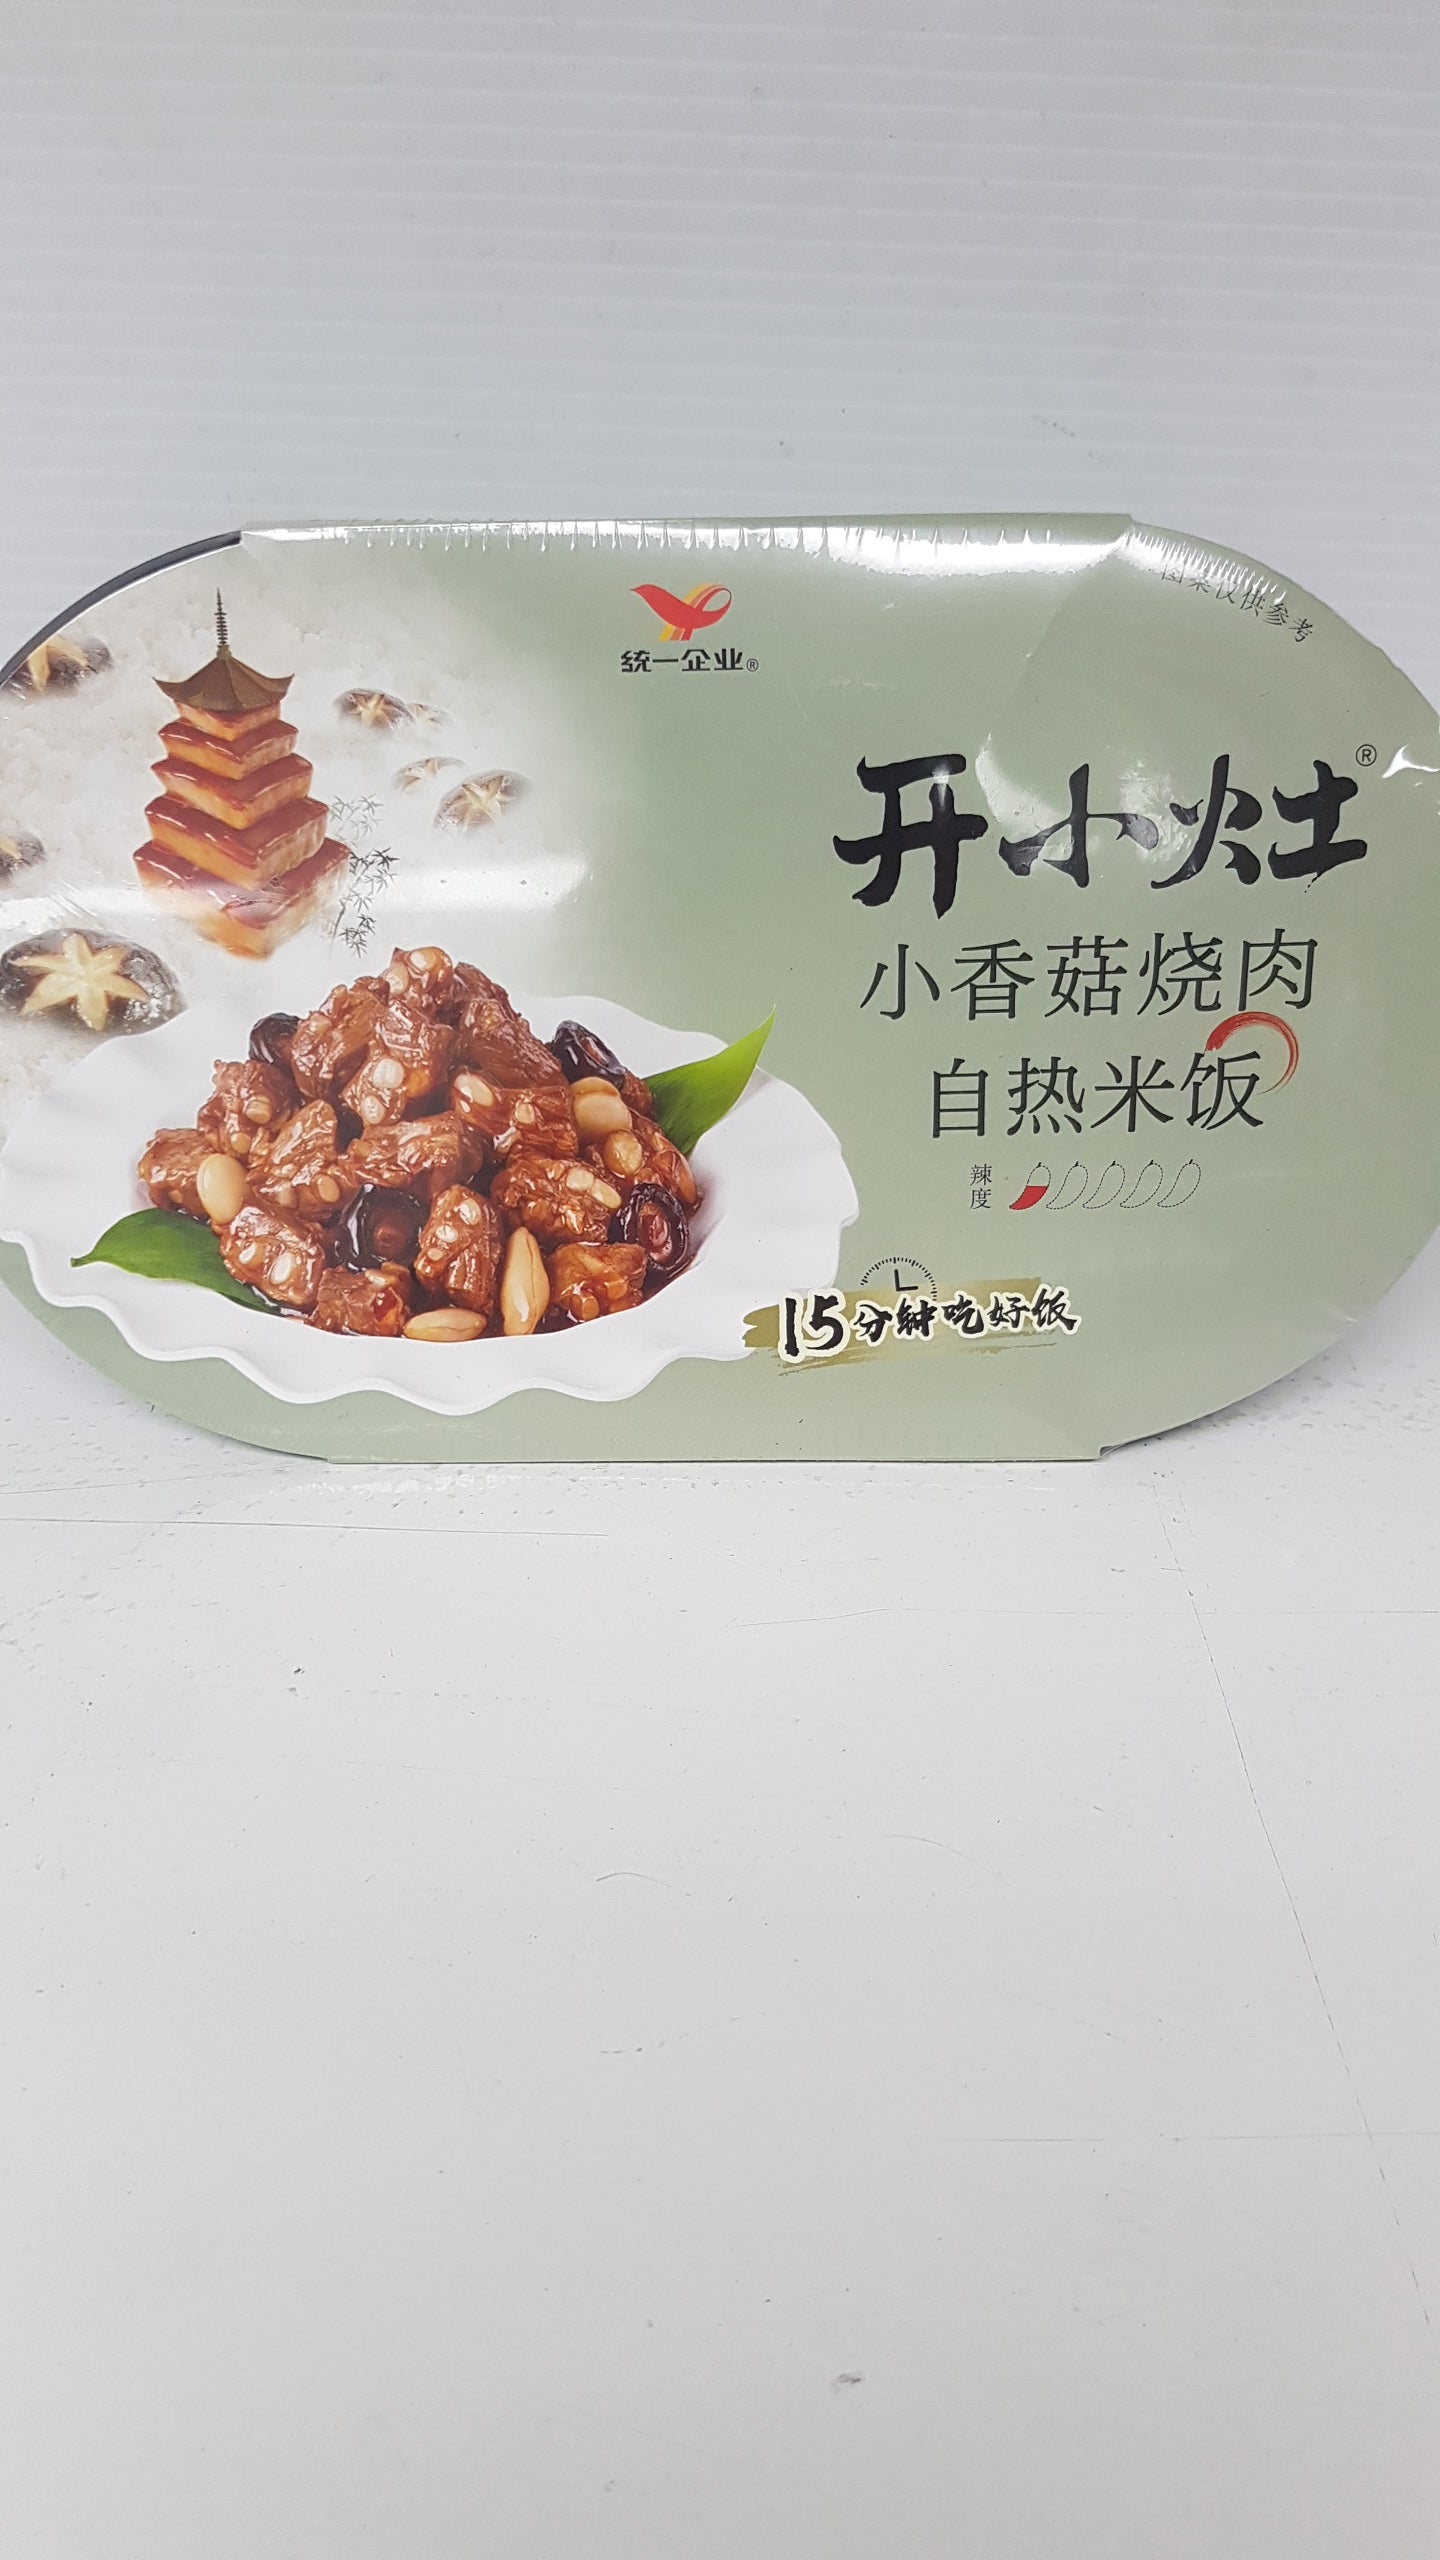 统一企业®
图案仅供参考
开小灶®
小香菇烧肉
自热米饭
辣度
15分钟吃好饭